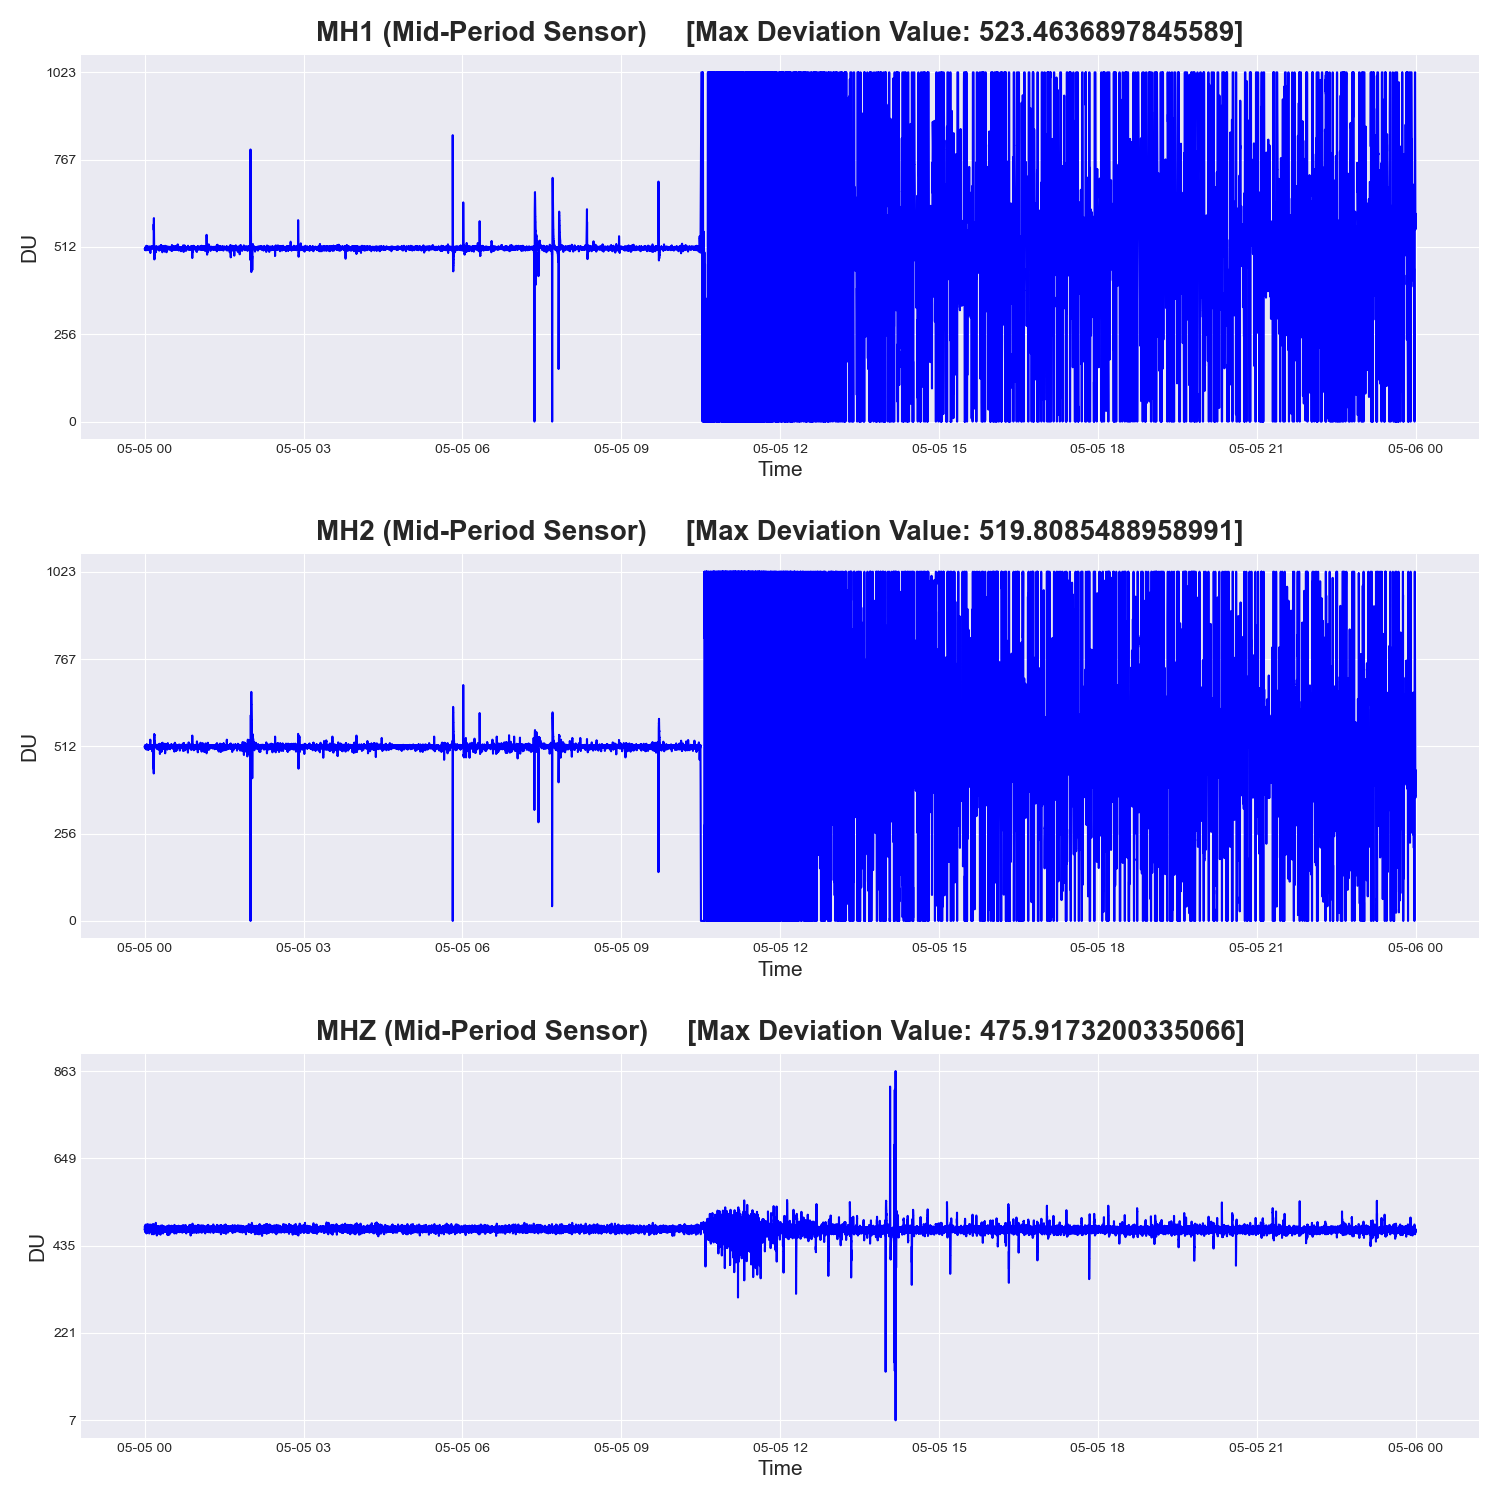 MH1 (Mid-Period Sensor) [Max Deviation Value: 523.4636897845589]
1023
767
512
256
0
DU
05-05 00 05-05 03 05-05 06 05-05 09 05-05 12 05-05 15 05-05 18 05-05 21 05-06 00
Time
MH2 (Mid-Period Sensor) [Max Deviation Value: 519.8085488958991]
1023
767
512
256
0
DU
05-05 00 05-05 03 05-05 06 05-05 09 05-05 12 05-05 15 05-05 18 05-05 21 05-06 00
Time
MHZ (Mid-Period Sensor) [Max Deviation Value: 475.9173200335066]
863
649
435
221
7
DU
05-05 00 05-05 03 05-05 06 05-05 09 05-05 12 05-05 15 05-05 18 05-05 21 05-06 00
Time